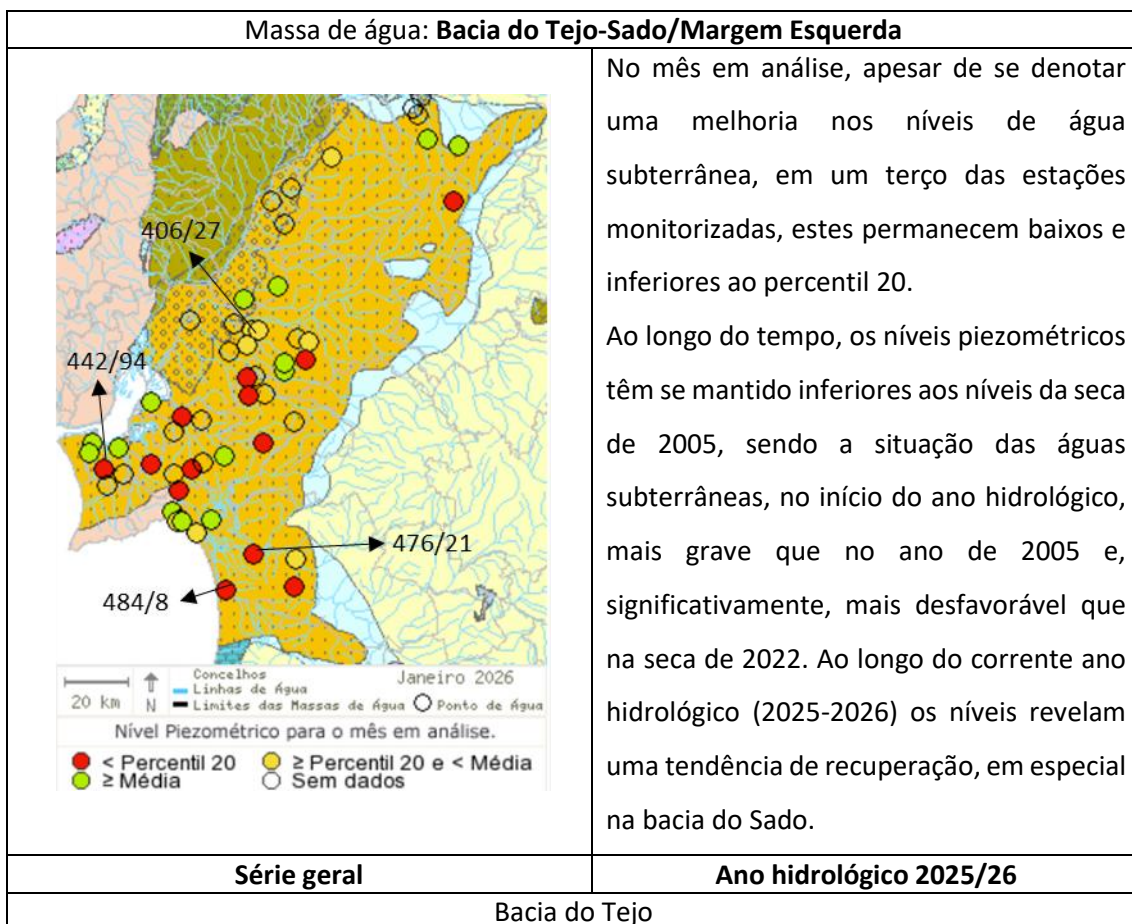 Massa de água: Bacia do Tejo-Sado/Margem Esquerda
406/27
442/94
476/21
484/8
20 km
N
Concelhos
Linhas de Água
Limites das Massas de Água
Janeiro 2026
Ponto de Água
Nível Piezométrico para o mês em análise.
< Percentil 20
≥ Percentil 20 e < Média
≥ Média
Sem dados
No mês em análise, apesar de se denotar
uma melhoria nos níveis de água
subterrânea, em um terço das estações
monitorizadas, estes permanecem baixos e
inferiores ao percentil 20.
Ao longo do tempo, os níveis piezométricos
têm se mantido inferiores aos níveis da seca
de 2005, sendo a situação das águas
subterrâneas, no início do ano hidrológico,
mais grave que no ano de 2005 e,
significativamente, mais desfavorável que
na seca de 2022. Ao longo do corrente ano
hidrológico (2025-2026) os níveis revelam
uma tendência de recuperação, em especial
na bacia do Sado.
Série geral
Ano hidrológico 2025/26
Bacia do Tejo